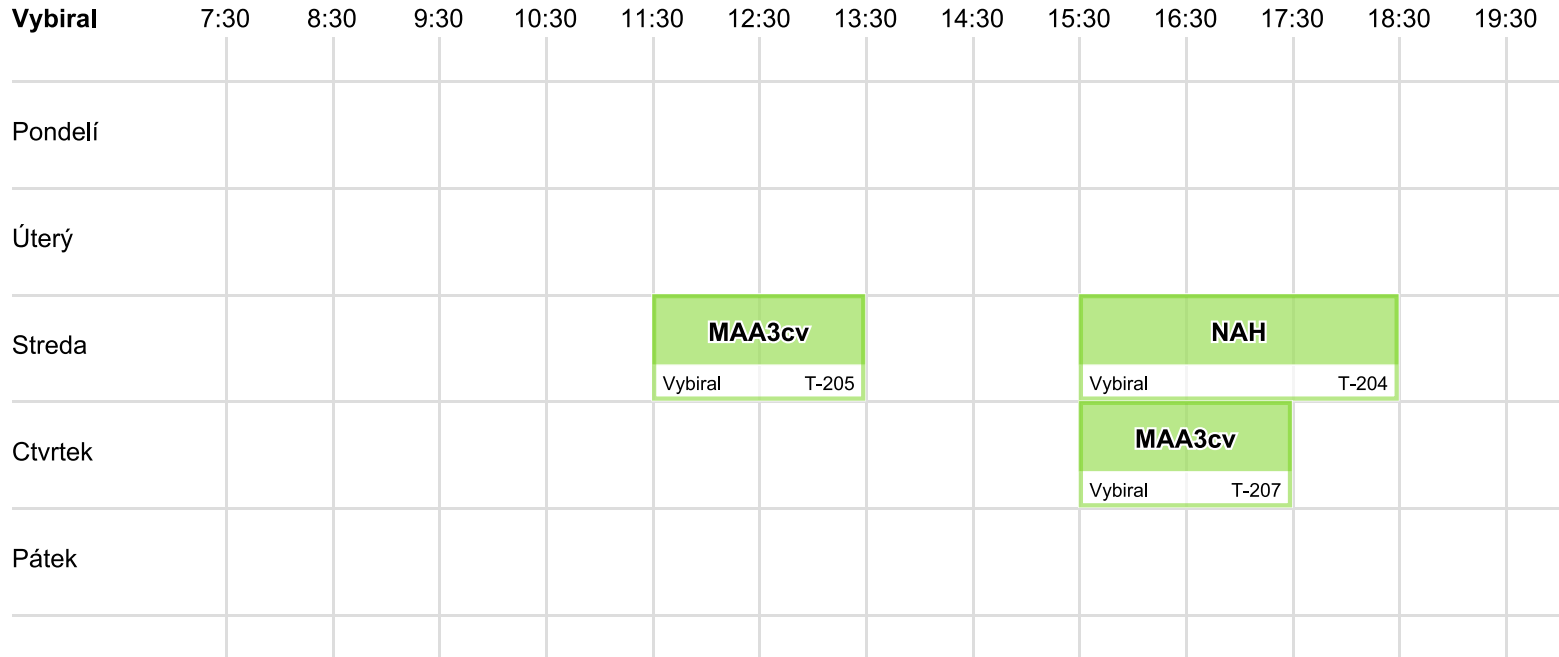 Vybiral 7:30 8:30 9:30 10:30 11:30 12:30 13:30 14:30 15:30 16:30 17:30 18:30 19:30
Pondelí
Úterý
Streda
MAA3cv
Vybiral T-205
NAH
Vybiral T-204
Ctvrtek
MAA3cv
Vybiral T-207
Pátek